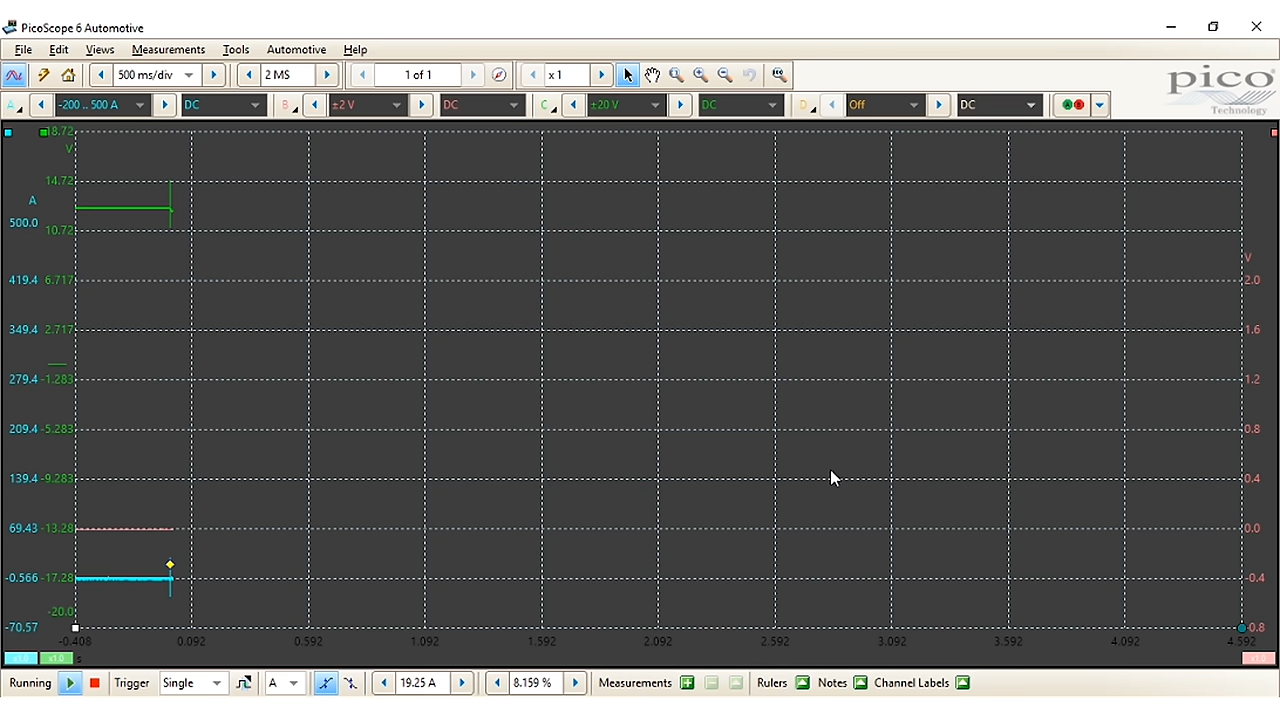 PicoScope 6 Automotive
File Edit Views Measurements Tools Automotive Help
500 ms/div 2 MS 1 of 1 x 1
pico
Technology
A -200 .. 500 A DC B ±2 V DC C ±20 V DC D Off DC A B
18.72
V
14.72
A
500.0
10.72
V
419.4 6.717 2.0
349.4 2.717 1.6
279.4 -1.283 1.2
209.4 -5.283 0.8
139.4 -9.283 0.4
69.43 -13.28 0.0
-0.566 -17.28 -0.4
-20.0
-70.57 -0.8
-0.408 0.092 0.592 1.092 1.592 2.092 2.592 3.092 3.592 4.092 4.592
x1.0 x1.0 s x1.0
Running Trigger Single A 19.25 A 8.159 % Measurements Rulers Notes Channel Labels